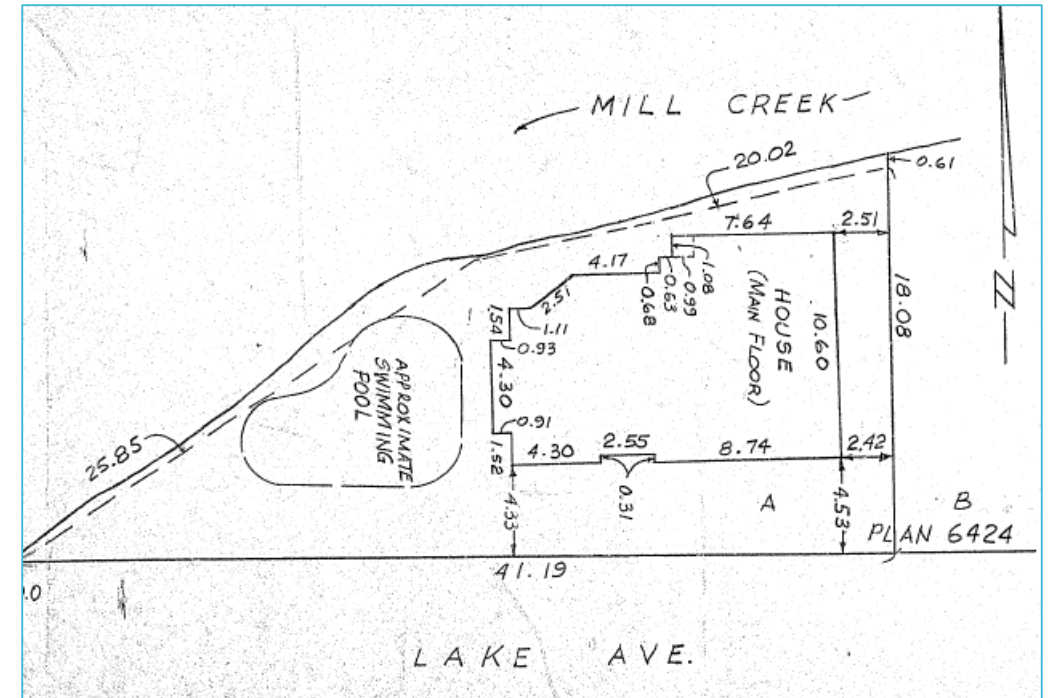 MILL CREEK
20.02
0.61
7.64
2.51
1.08
0.99
0.63
0.68
4.17
2.51
1.11
1.54
0.93
4.30
0.91
1.52
HOUSE
(MAIN FLOOR)
10.60
18.08
N
APPROXIMATE
SWIMMING
POOL
25.85
4.30
2.55
8.74
2.42
0.31
4.33
4.53
A
B
PLAN 6424
41.19
.0
LAKE AVE.